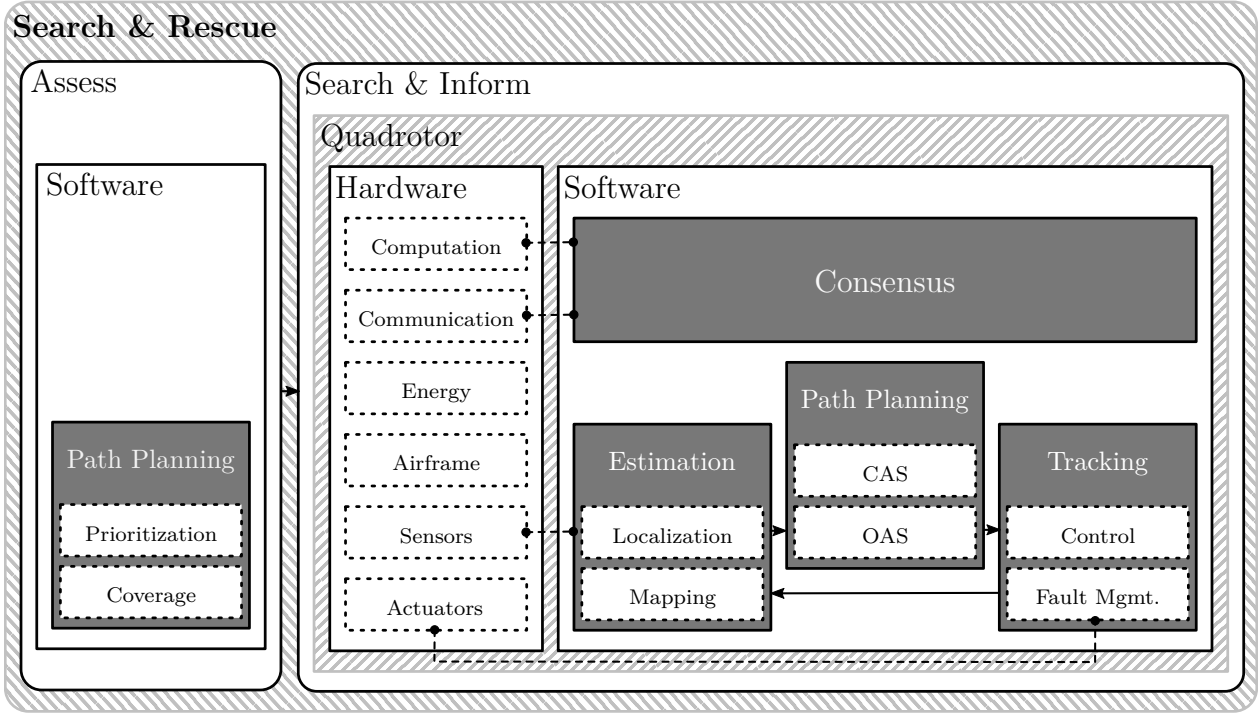 Search & Rescue
Assess
Software
Path Planning
Prioritization
Coverage
Search & Inform
Quadrotor
Hardware
Computation
Communication
Energy
Airframe
Sensors
Actuators
Software
Consensus
Estimation
Localization
Mapping
Path Planning
CAS
OAS
Tracking
Control
Fault Mgmt.